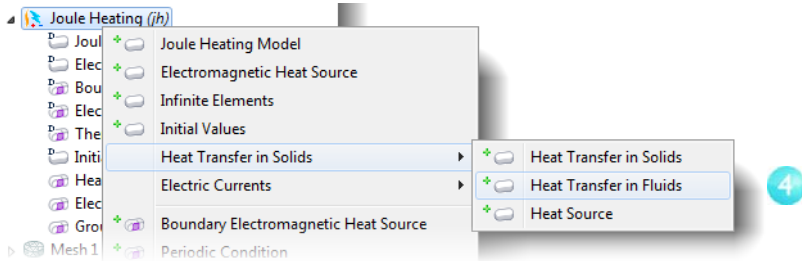 Joule Heating (jh)
Joul
Elec
Bou
Elec
The
Initi
Hea
Elec
Grou
Mesh 1
Joule Heating Model
Electromagnetic Heat Source
Infinite Elements
Initial Values
Heat Transfer in Solids
Electric Currents
Boundary Electromagnetic Heat Source
Periodic Condition
Heat Transfer in Solids
Heat Transfer in Fluids
Heat Source
4